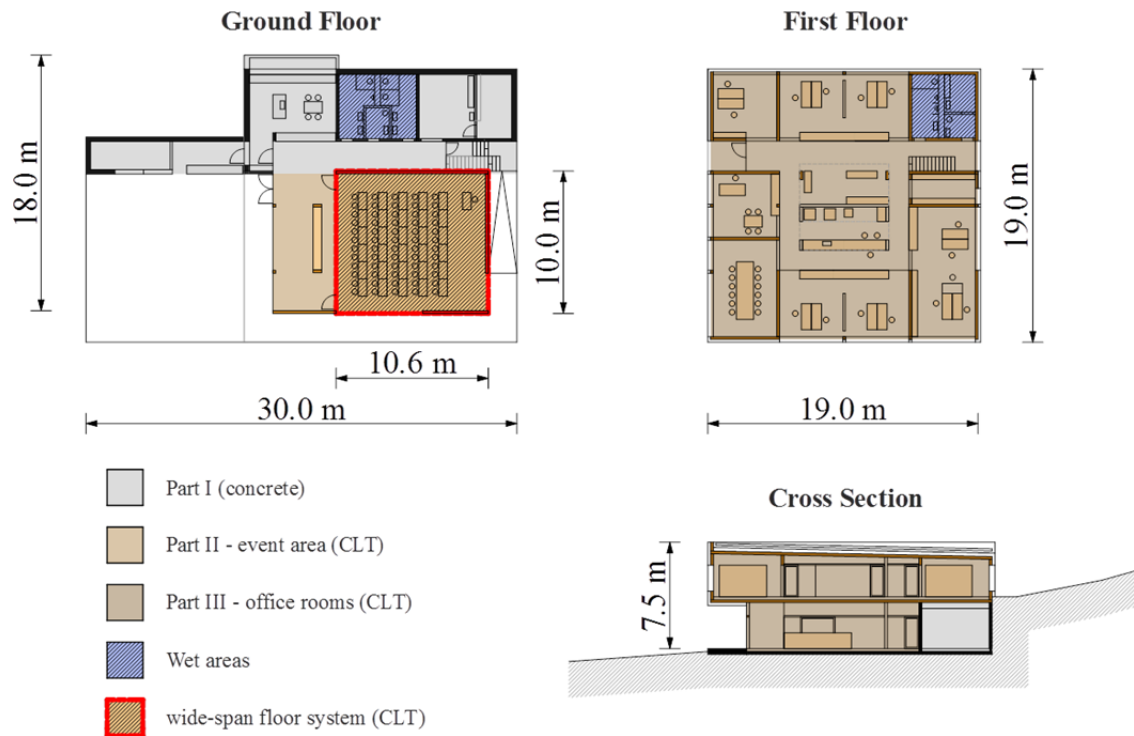 Ground Floor
First Floor
18.0 m
10.0 m
10.6 m
30.0 m
19.0 m
19.0 m
Part I (concrete)
Part II - event area (CLT)
Part III - office rooms (CLT)
Wet areas
wide-span floor system (CLT)
Cross Section
7.5 m